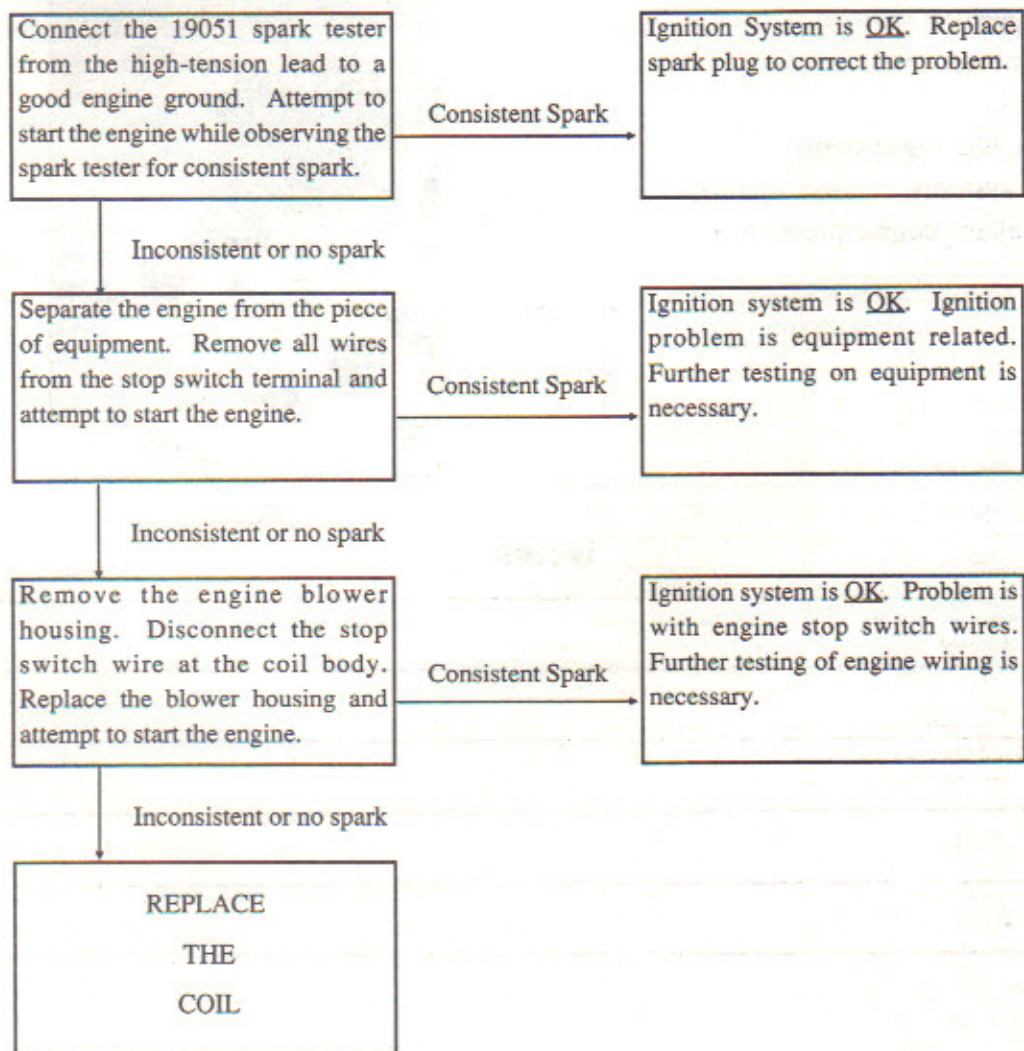 Connect the 19051 spark tester
from the high-tension lead to a
good engine ground. Attempt to
start the engine while observing the
spark tester for consistent spark.
Consistent Spark
Ignition System is OK. Replace
spark plug to correct the problem.
Inconsistent or no spark
Separate the engine from the piece
of equipment. Remove all wires
from the stop switch terminal and
attempt to start the engine.
Consistent Spark
Ignition system is OK. Ignition
problem is equipment related.
Further testing on equipment is
necessary.
Inconsistent or no spark
Remove the engine blower
housing. Disconnect the stop
switch wire at the coil body.
Replace the blower housing and
attempt to start the engine.
Consistent Spark
Ignition system is OK. Problem is
with engine stop switch wires.
Further testing of engine wiring is
necessary.
Inconsistent or no spark
REPLACE
THE
COIL